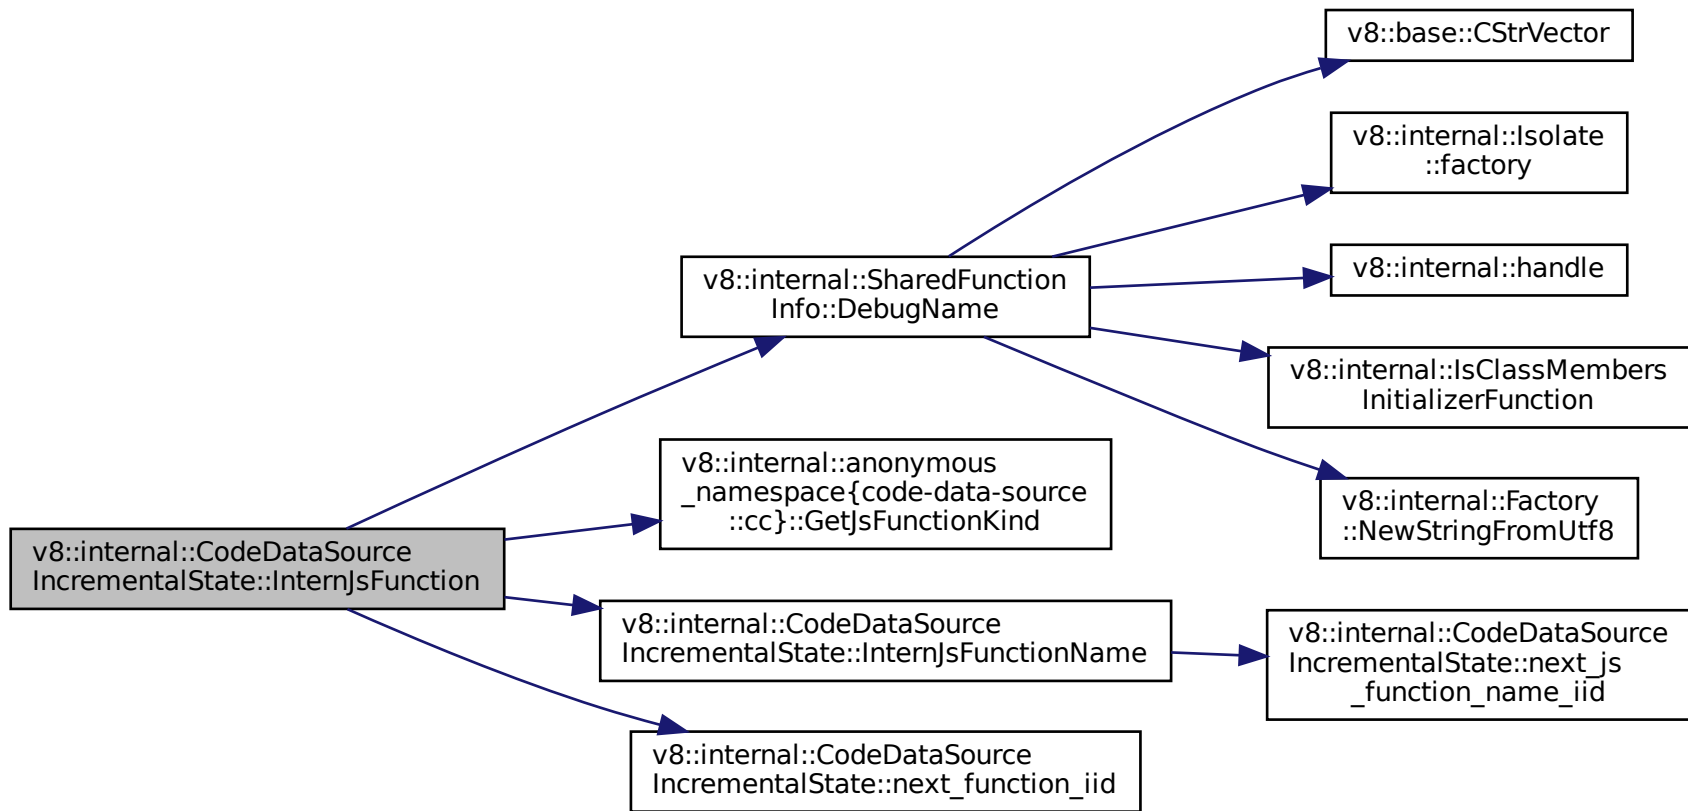 v8::base::CStrVector
v8::internal::Isolate
::factory
v8::internal::handle
v8::internal::SharedFunction
Info::DebugName
v8::internal::IsClassMembers
InitializerFunction
v8::internal::anonymous
_namespace{code-data-source
::cc}::GetJsFunctionKind
v8::internal::Factory
::NewStringFromUtf8
v8::internal::CodeDataSource
IncrementalState::InternJsFunction
v8::internal::CodeDataSource
IncrementalState::InternJsFunctionName
v8::internal::CodeDataSource
IncrementalState::next_js
_function_name_iid
v8::internal::CodeDataSource
IncrementalState::next_function_iid